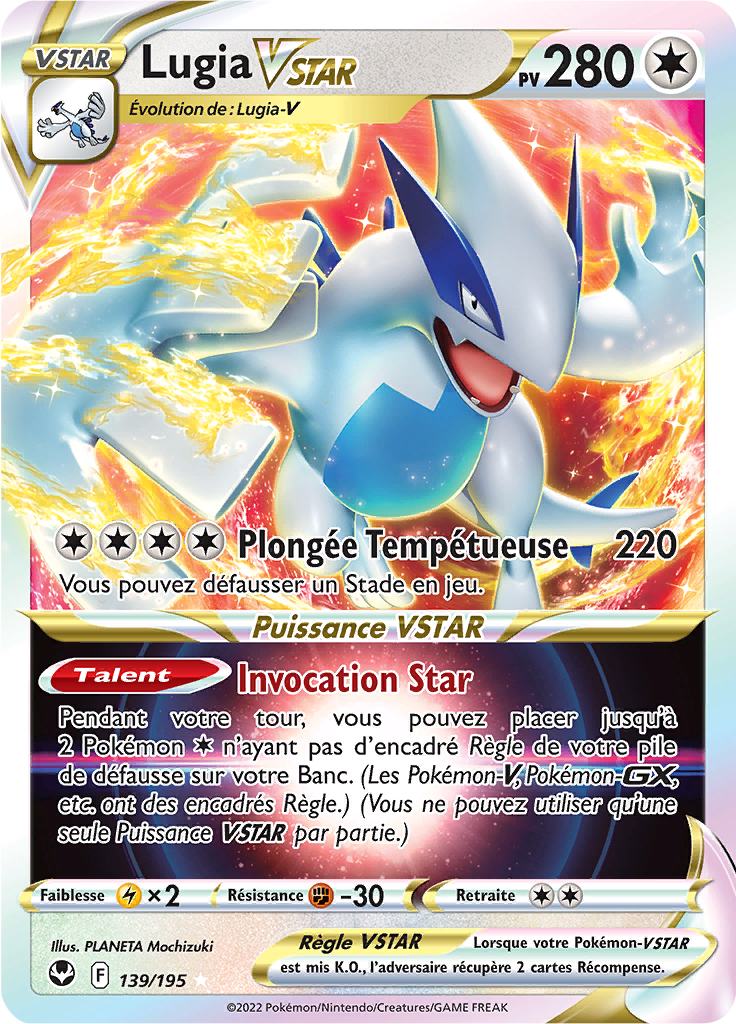 VSTAR
Lugia VSTAR
PV 280
Évolution de : Lugia-V
Plongée Tempétueuse 220
Vous pouvez défausser un Stade en jeu.
Puissance VSTAR
Talent Invocation Star
Pendant votre tour, vous pouvez placer jusqu'à
2 Pokémon n'ayant pas d'encadré Règle de votre pile
de défausse sur votre Banc. (Les Pokémon-V, Pokémon-GX,
etc. ont des encadrés Règle.) (Vous ne pouvez utiliser qu'une
seule Puissance VSTAR par partie.)
Faiblesse ×2 Résistance -30 Retraite
Illus. PLANETA Mochizuki
F 139/195
Règle VSTAR Lorsque votre Pokémon-VSTAR
est mis K.O., l'adversaire récupère 2 cartes Récompense.
©2022 Pokémon/Nintendo/Creatures/GAME FREAK